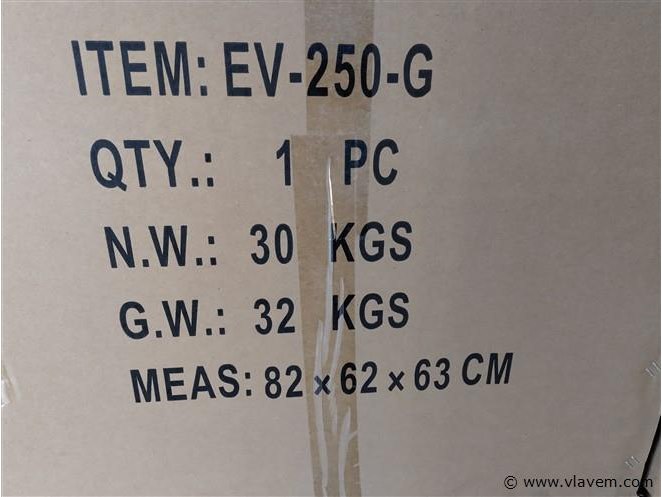 ITEM: EV-250-G
QTY.: 1 PC
N.W.: 30 KGS
G.W.: 32 KGS
MEAS: 82 x 62 x 63 CM
© www.vlavem.com